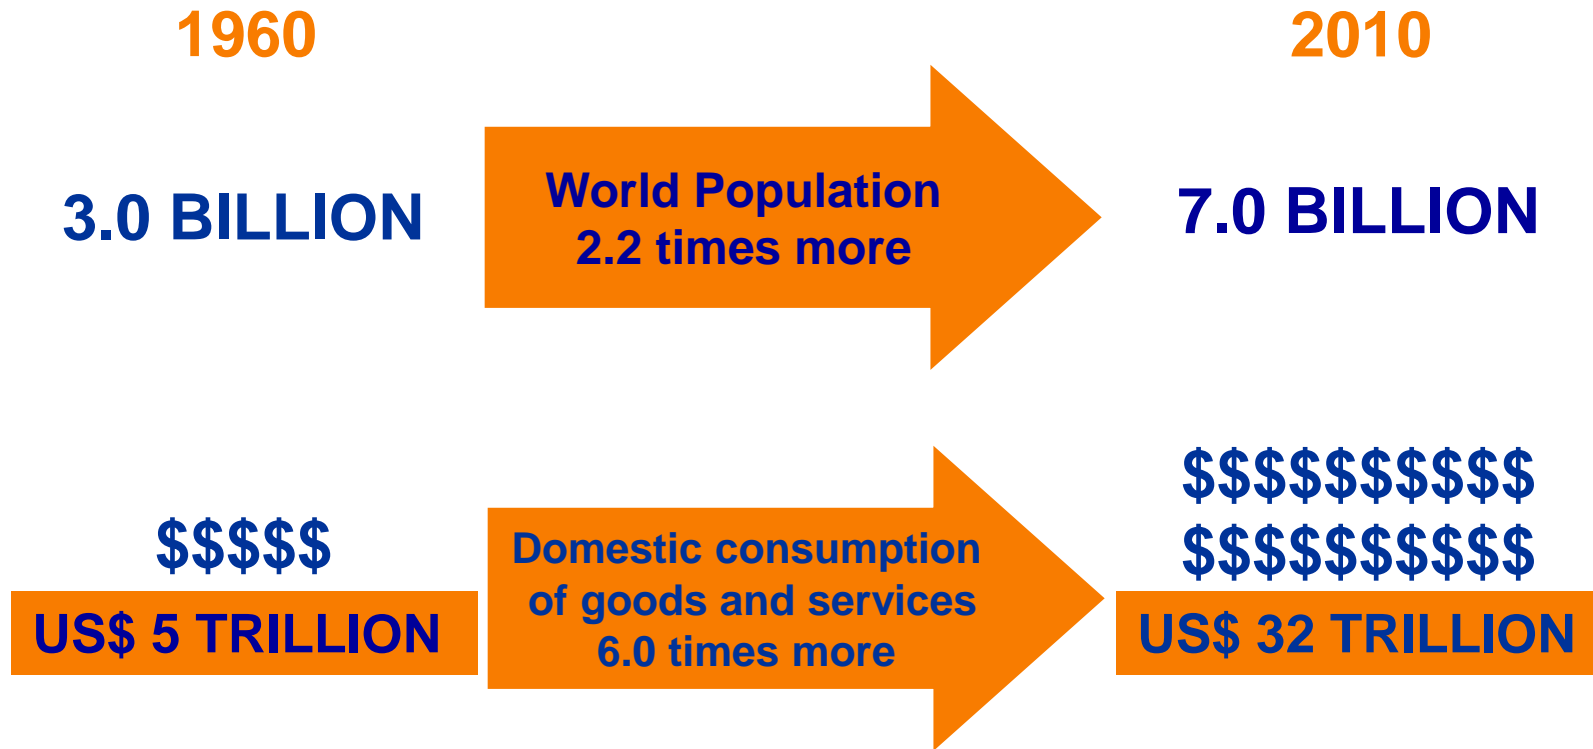 1960
2010
3.0 BILLION
World Population
2.2 times more
7.0 BILLION
$$$$$
US$ 5 TRILLION
Domestic consumption
of goods and services
6.0 times more
$$$$$$$$$$
$$$$$$$$$$
US$ 32 TRILLION